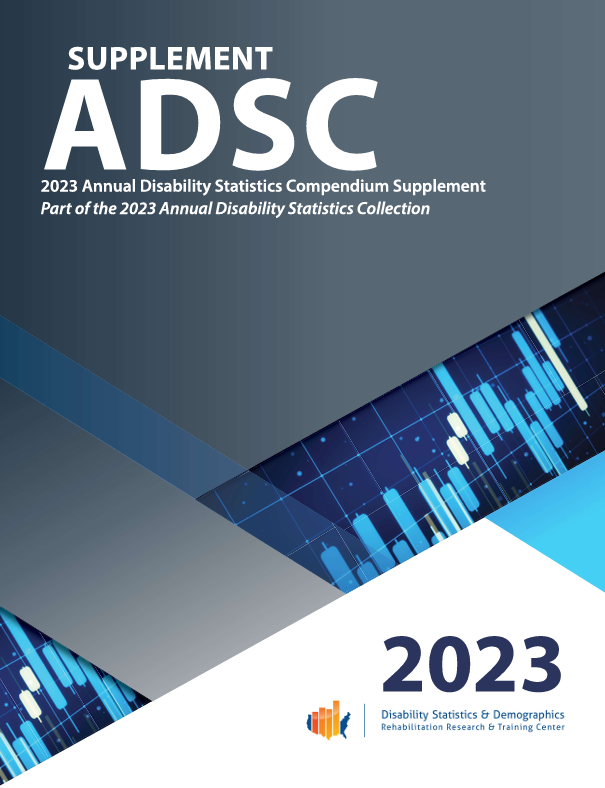 SUPPLEMENT
ADSC
2023 Annual Disability Statistics Compendium Supplement
Part of the 2023 Annual Disability Statistics Collection
2023
Disability Statistics & Demographics
Rehabilitation Research & Training Center